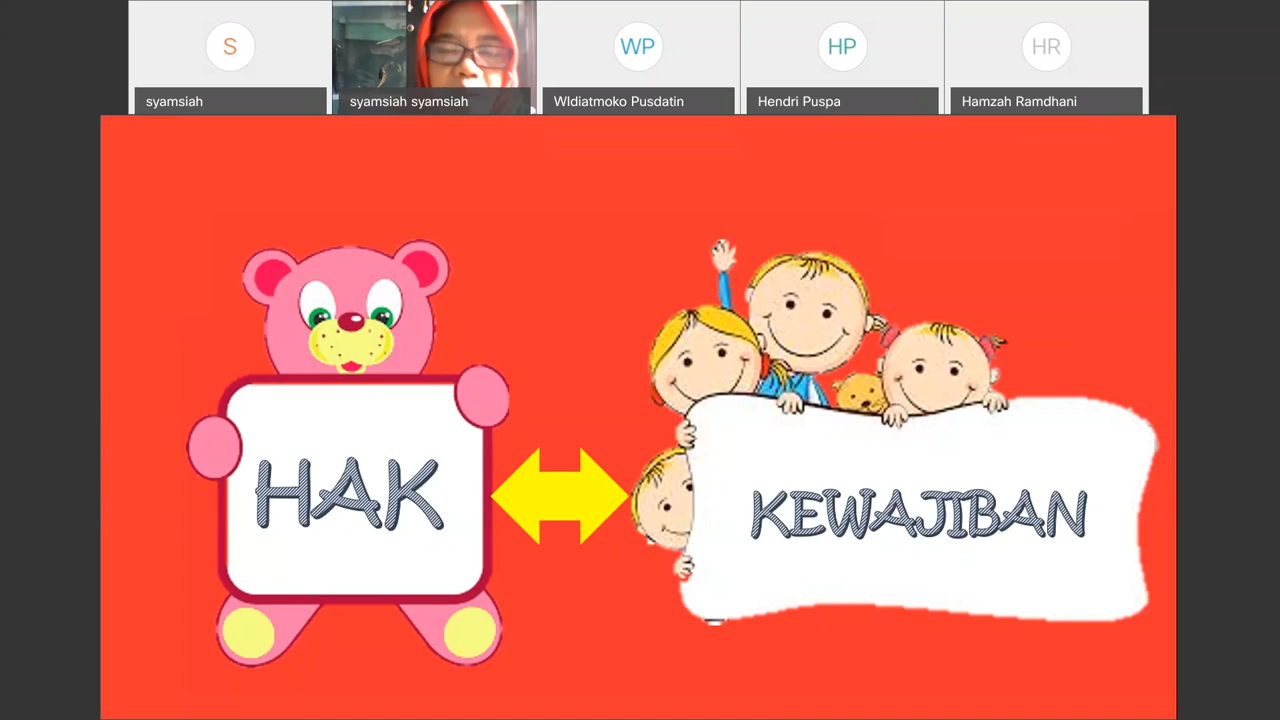 S
WP
HP
HR
syamsiah
syamsiah syamsiah
WIdiatmoko Pusdatin
Hendri Puspa
Hamzah Ramdhani
HAK
KEWAJIBAN